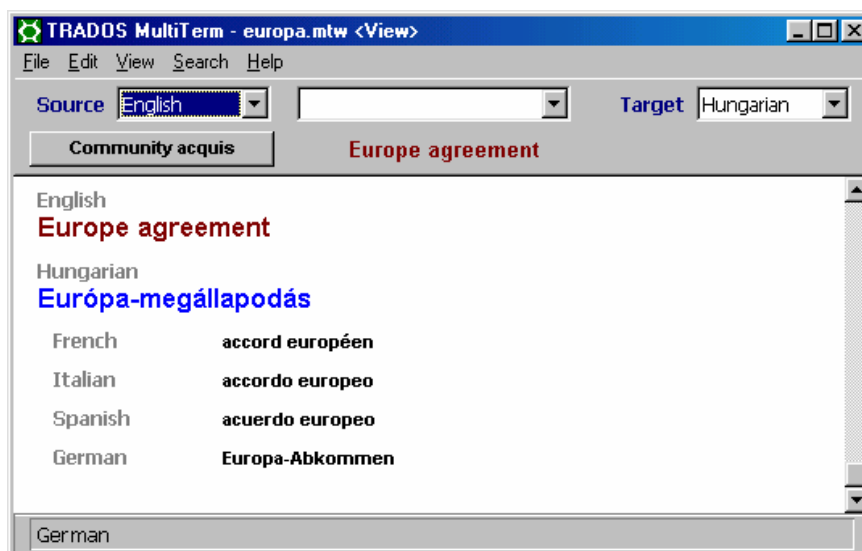 TRADOS MultiTerm - europa.mtw <View>
File Edit View Search Help
Source English Target Hungarian
Community acquis Europe agreement
English
Europe agreement
Hungarian
Európa-megállapodás
French accord européen
Italian accordo europeo
Spanish acuerdo europeo
German Europa-Abkommen
German